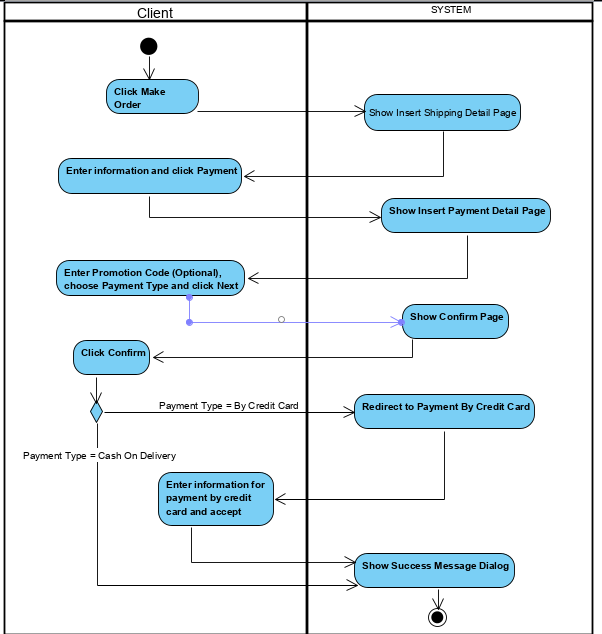 Client
SYSTEM
Click Make
Order
Show Insert Shipping Detail Page
Enter information and click Payment
Show Insert Payment Detail Page
Enter Promotion Code (Optional),
choose Payment Type and click Next
Show Confirm Page
Click Confirm
Payment Type = By Credit Card
Redirect to Payment By Credit Card
Payment Type = Cash On Delivery
Enter information for
payment by credit
card and accept
Show Success Message Dialog